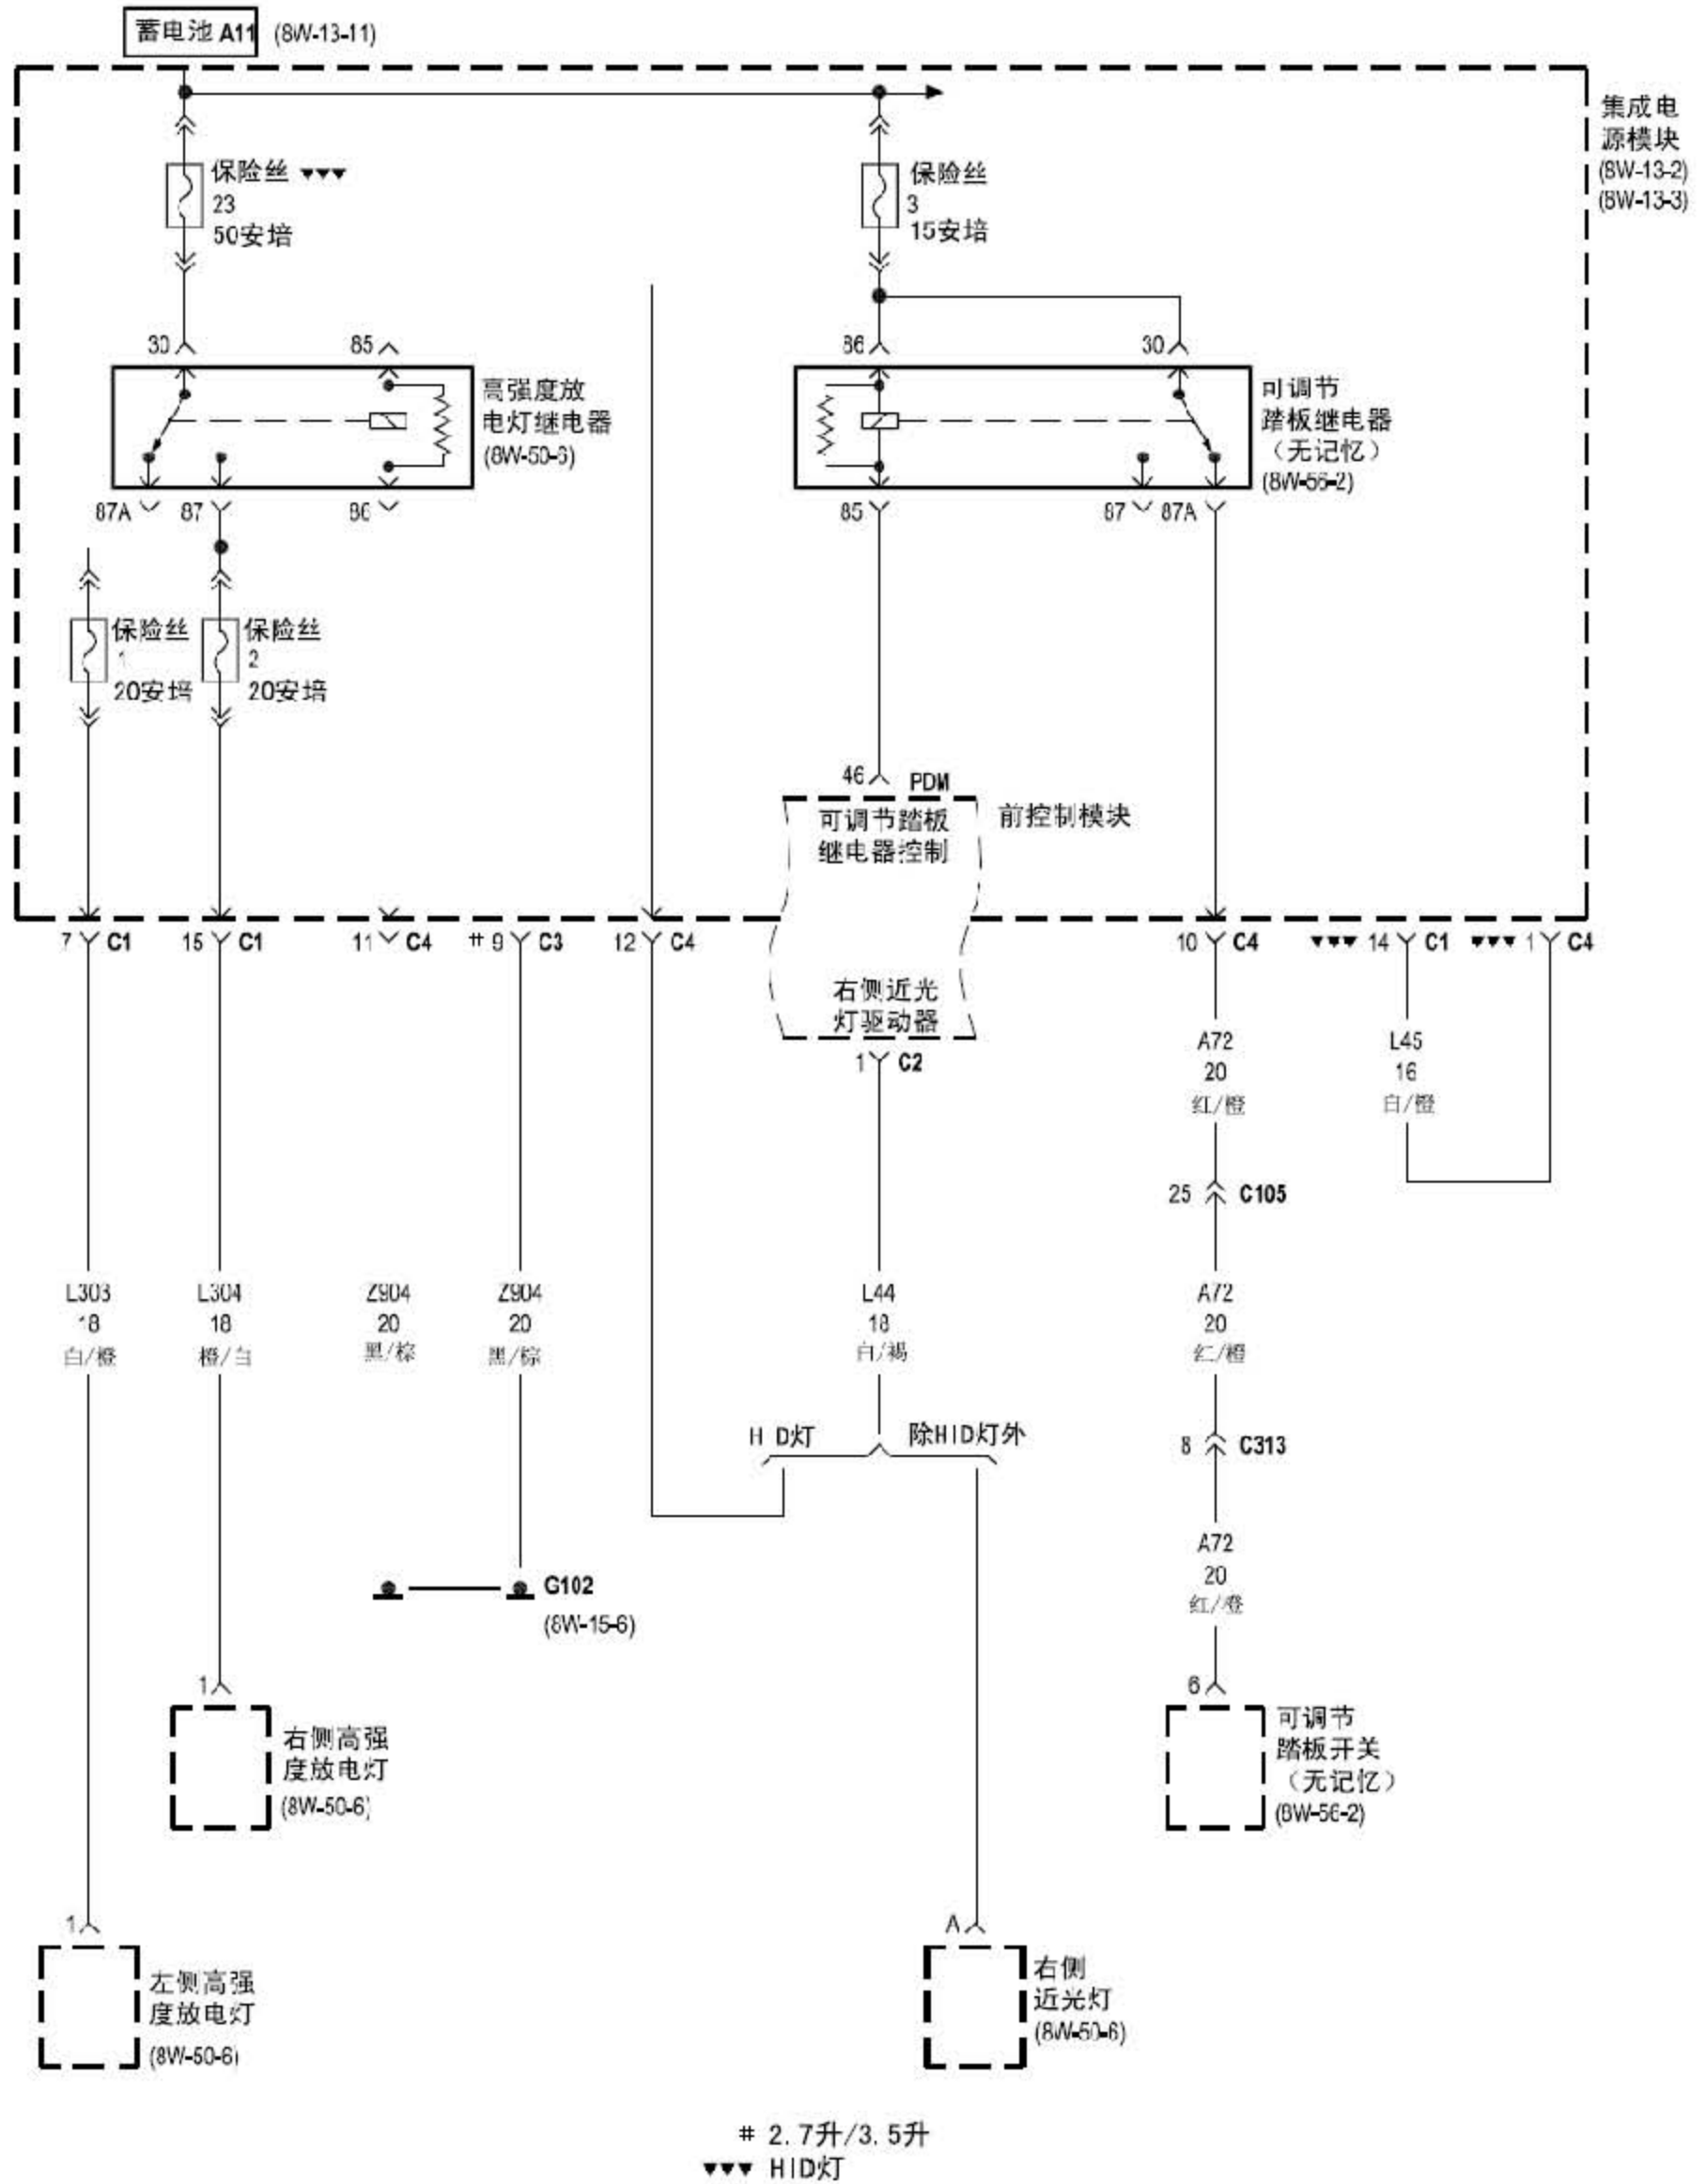 蓄电池 A11 (8W-13-11)
集成电
源模块
(8W-13-2)
(8W-13-3)
保险丝 ▼▼▼
23
50安培
保险丝
3
15安培
30
85
86
30
高强度放
电灯继电器
(8W-50-6)
可调节
踏板继电器
（无记忆）
(8W-56-2)
87A
87
86
85
87
87A
保险丝
1
20安培
保险丝
2
20安培
46
PDM
可调节踏板
继电器控制
前控制模块
7 C1
15 C1
11 C4
# 9 C3
12 C4
10 C4
▼▼▼ 14 C1
▼▼▼ 1 C4
右侧近光
灯驱动器
1 C2
A72
20
红/橙
L45
16
白/橙
25 C105
L303
18
白/橙
L304
18
橙/白
Z904
20
黑/棕
Z904
20
黑/棕
L44
18
白/褐
A72
20
红/橙
H D灯
除HID灯外
8 C313
A72
20
红/橙
G102
(8W-15-6)
1
右侧高强
度放电灯
(8W-50-6)
6
可调节
踏板开关
（无记忆）
(8W-56-2)
1
左侧高强
度放电灯
(8W-50-6)
A
右侧
近光灯
(8W-50-6)
# 2.7升/3.5升
▼▼▼ HID灯